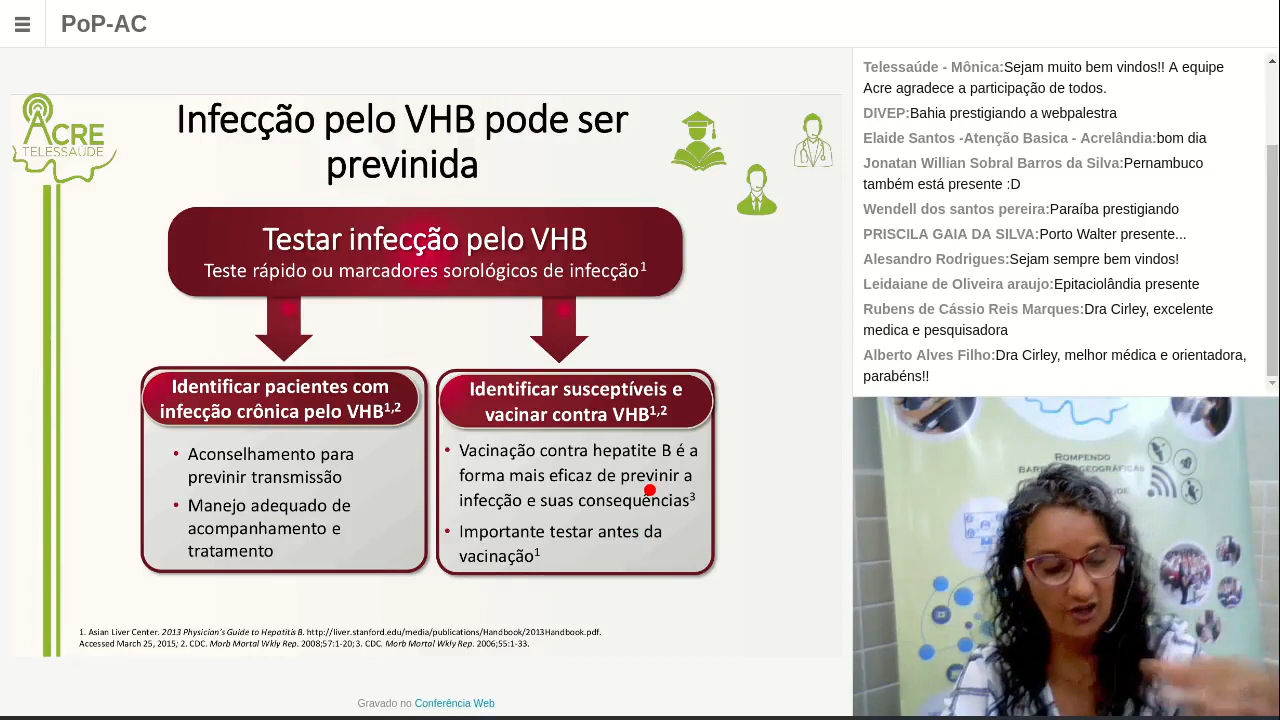 PoP-AC
ACRE
TELESSAÚDE
Infecção pelo VHB pode ser
previnida
Testar infecção pelo VHB
Teste rápido ou marcadores sorológicos de infecção1
Identificar pacientes com
infecção crônica pelo VHB1,2
• Aconselhamento para
previnir transmissão
• Manejo adequado de
acompanhamento e
tratamento
Identificar susceptíveis e
vacinar contra VHB1,2
• Vacinação contra hepatite B é a
forma mais eficaz de previnir a
infecção e suas consequências3
• Importante testar antes da
vacinação1
1. Asian Liver Center. 2013 Physician's Guide to Hepatitis B. http://liver.stanford.edu/media/publications/Handbook/2013Handbook.pdf.
Accessed March 25, 2015; 2. CDC. Morb Mortal Wkly Rep. 2008;57:1-20; 3. CDC. Morb Mortal Wkly Rep. 2006;55:1-33.
Gravado no Conferência Web
Telessaúde - Mônica:Sejam muito bem vindos!! A equipe
Acre agradece a participação de todos.
DIVEP:Bahia prestigiando a webpalestra
Elaide Santos -Atenção Basica - Acrelândia:bom dia
Jonatan Willian Sobral Barros da Silva:Pernambuco
também está presente :D
Wendell dos santos pereira:Paraíba prestigiando
PRISCILA GAIA DA SILVA:Porto Walter presente...
Alesandro Rodrigues:Sejam sempre bem vindos!
Leidaiane de Oliveira araujo:Epitaciolândia presente
Rubens de Cássio Reis Marques:Dra Cirley, excelente
medica e pesquisadora
Alberto Alves Filho:Dra Cirley, melhor médica e orientadora,
parabéns!!
ROMPENDO